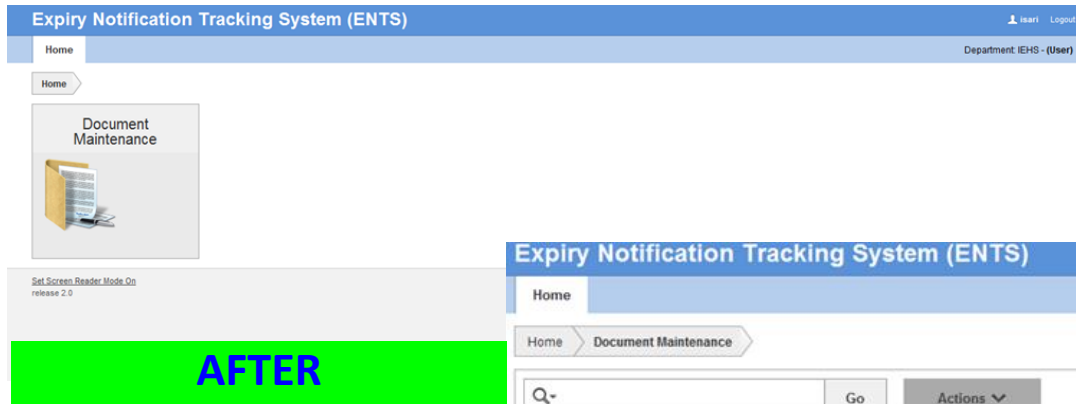 Expiry Notification Tracking System (ENTS)
isari Logout
Home
Department: IEHS - (User)
Home
Document
Maintenance
Set Screen Reader Mode On
release 2.0
AFTER
Expiry Notification Tracking System (ENTS)
Home
Home Document Maintenance
Go Actions